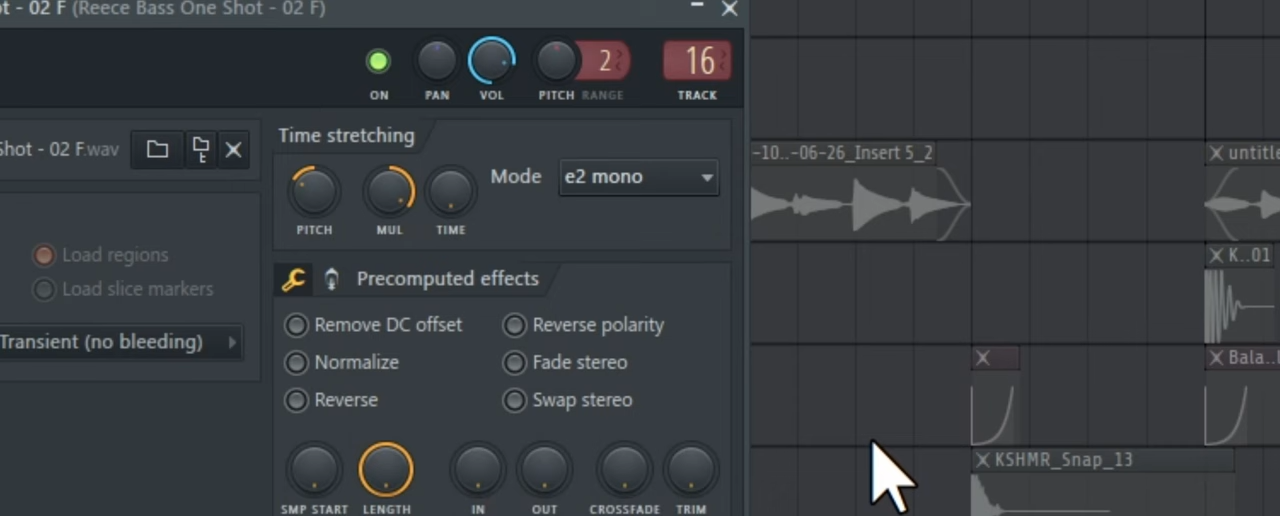 ot - 02 F (Reece Bass One Shot - 02 F)
2
16
ON PAN VOL PITCH RANGE TRACK
Shot - 02 F.wav
Time stretching
Mode e2 mono
PITCH MUL TIME
Load regions
Load slice markers
Transient (no bleeding)
Precomputed effects
Remove DC offset
Reverse polarity
Normalize
Fade stereo
Reverse
Swap stereo
SMP START LENGTH IN OUT CROSSFADE TRIM
-10..-06-26_Insert 5_2
untitle
K..01
Bala..
KSHMR_Snap_13